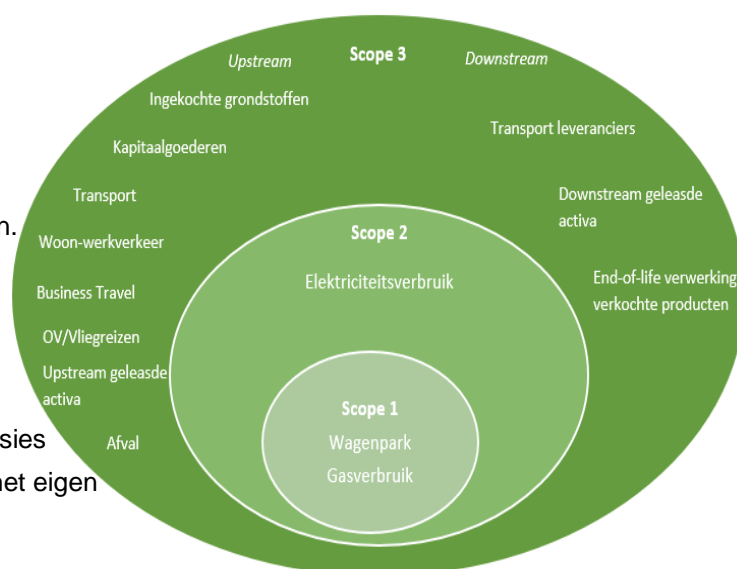 Scope 3
Upstream
Downstream
Ingekochte grondstoffen
Kapitaalgoederen
Transport
Woon-werkverkeer
Business Travel
OV/Vliegreizen
Upstream geleasde
activa
Afval
Transport leveranciers
Downstream geleasde
activa
End-of-life verwerking
verkochte producten
Scope 2
Elektriciteitsverbruik
Scope 1
Wagenpark
Gasverbruik
sies
eigen